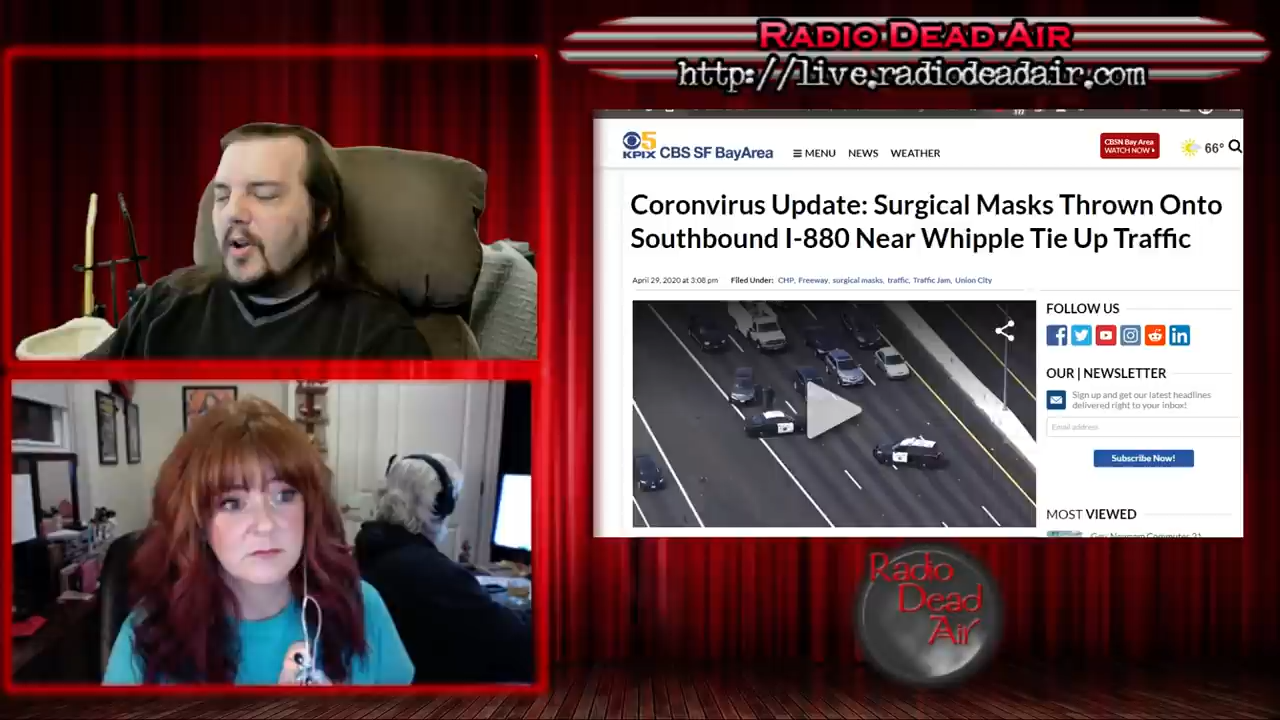 RADIO DEAD AIR
http://live.radiodeadair.com
5
KPIX CBS SF BayArea
MENU NEWS WEATHER
CBSN Bay Area
WATCH NOW
66°
Coronvirus Update: Surgical Masks Thrown Onto
Southbound I-880 Near Whipple Tie Up Traffic
April 29, 2020 at 3:08 pm Filed Under: CHP, Freeway, surgical masks, traffic, Traffic Jam, Union City
FOLLOW US
OUR | NEWSLETTER
Sign up and get our latest headlines
delivered right to your inbox!
Email address
Subscribe Now!
MOST VIEWED
Radio
Dead
Air